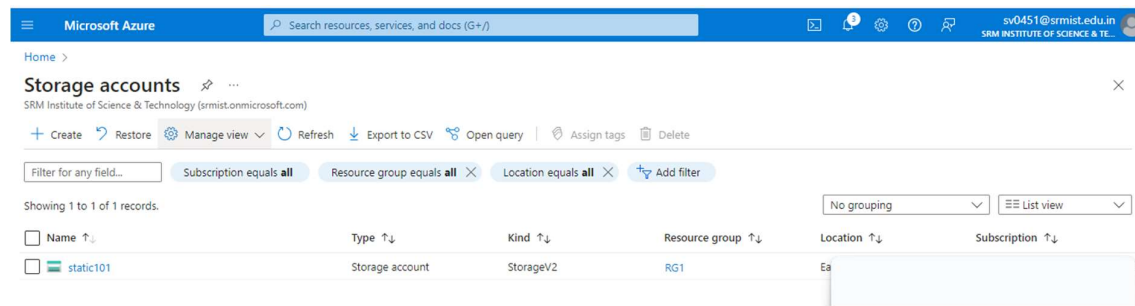 Microsoft Azure
Search resources, services, and docs (G+/)
3
sv0451@srmist.edu.in
SRM INSTITUTE OF SCIENCE & TE...
Home >
Storage accounts
SRM Institute of Science & Technology (srmist.onmicrosoft.com)
+ Create Restore Manage view Refresh Export to CSV Open query Assign tags Delete
Filter for any field... Subscription equals all Resource group equals all Location equals all Add filter
Showing 1 to 1 of 1 records.
No grouping List view
Name Type Kind Resource group Location Subscription
static101 Storage account StorageV2 RG1 Ea